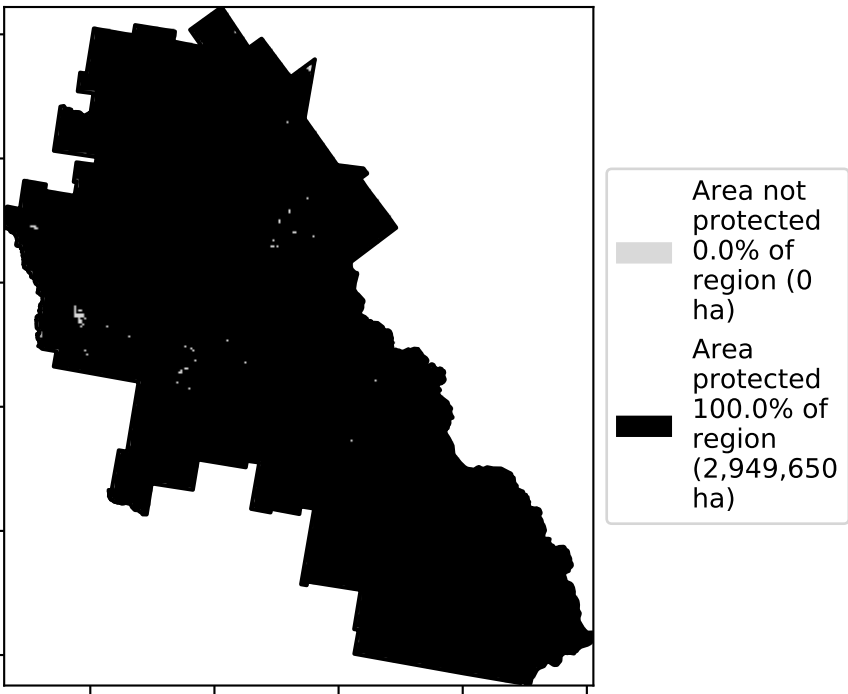 Area not
protected
0.0% of
region (0
ha)
Area
protected
100.0% of
region
(2,949,650
ha)